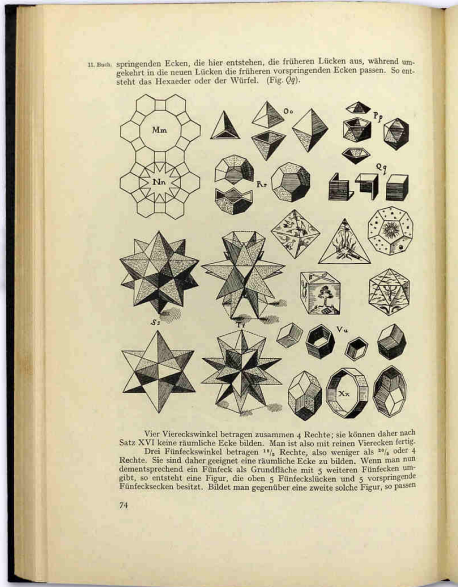 II. Buch. springenden Ecken, die hier entstehen, die früheren Lücken aus, während um-
gekehrt in die neuen Lücken die früheren vorspringenden Ecken passen. So ent-
steht das Hexaeder oder der Würfel. (Fig. Qq).
Mm
Oo
Pp
Nn
Rr
Qq
Ss
Tt
Vu
Xx
Vier Viereckswinkel betragen zusammen 4 Rechte; sie können daher nach
Satz XVI keine räumliche Ecke bilden. Man ist also mit reinen Vierecken fertig.
Drei Fünfeckswinkel betragen 18/5 Rechte, also weniger als 20/5 oder 4
Rechte. Sie sind daher geeignet eine räumliche Ecke zu bilden. Wenn man nun
dementsprechend ein Fünfeck als Grundfläche mit 5 weiteren Fünfecken um-
gibt, so entsteht eine Figur, die oben 5 Fünfeckslücken und 5 vorspringende
Fünfecksecken besitzt. Bildet man gegenüber eine zweite solche Figur, so passen
74